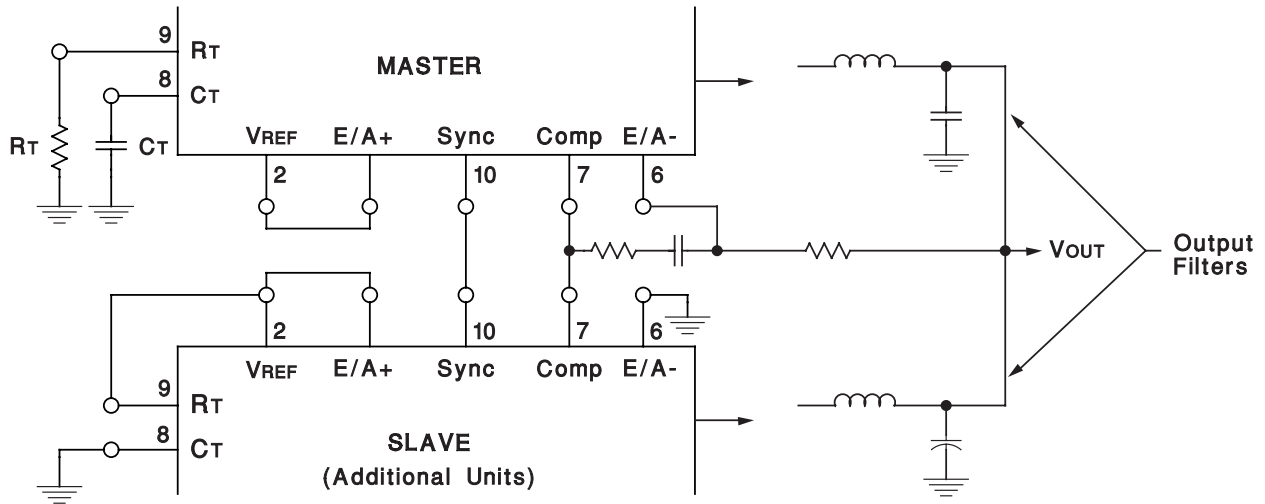 9 RT
MASTER
8 CT
RT CT
VREF E/A+ Sync Comp E/A-
2 10 7 6
VOUT
Output
Filters
2 10 7 6
VREF E/A+ Sync Comp E/A-
9 RT
8 CT
SLAVE
(Additional Units)